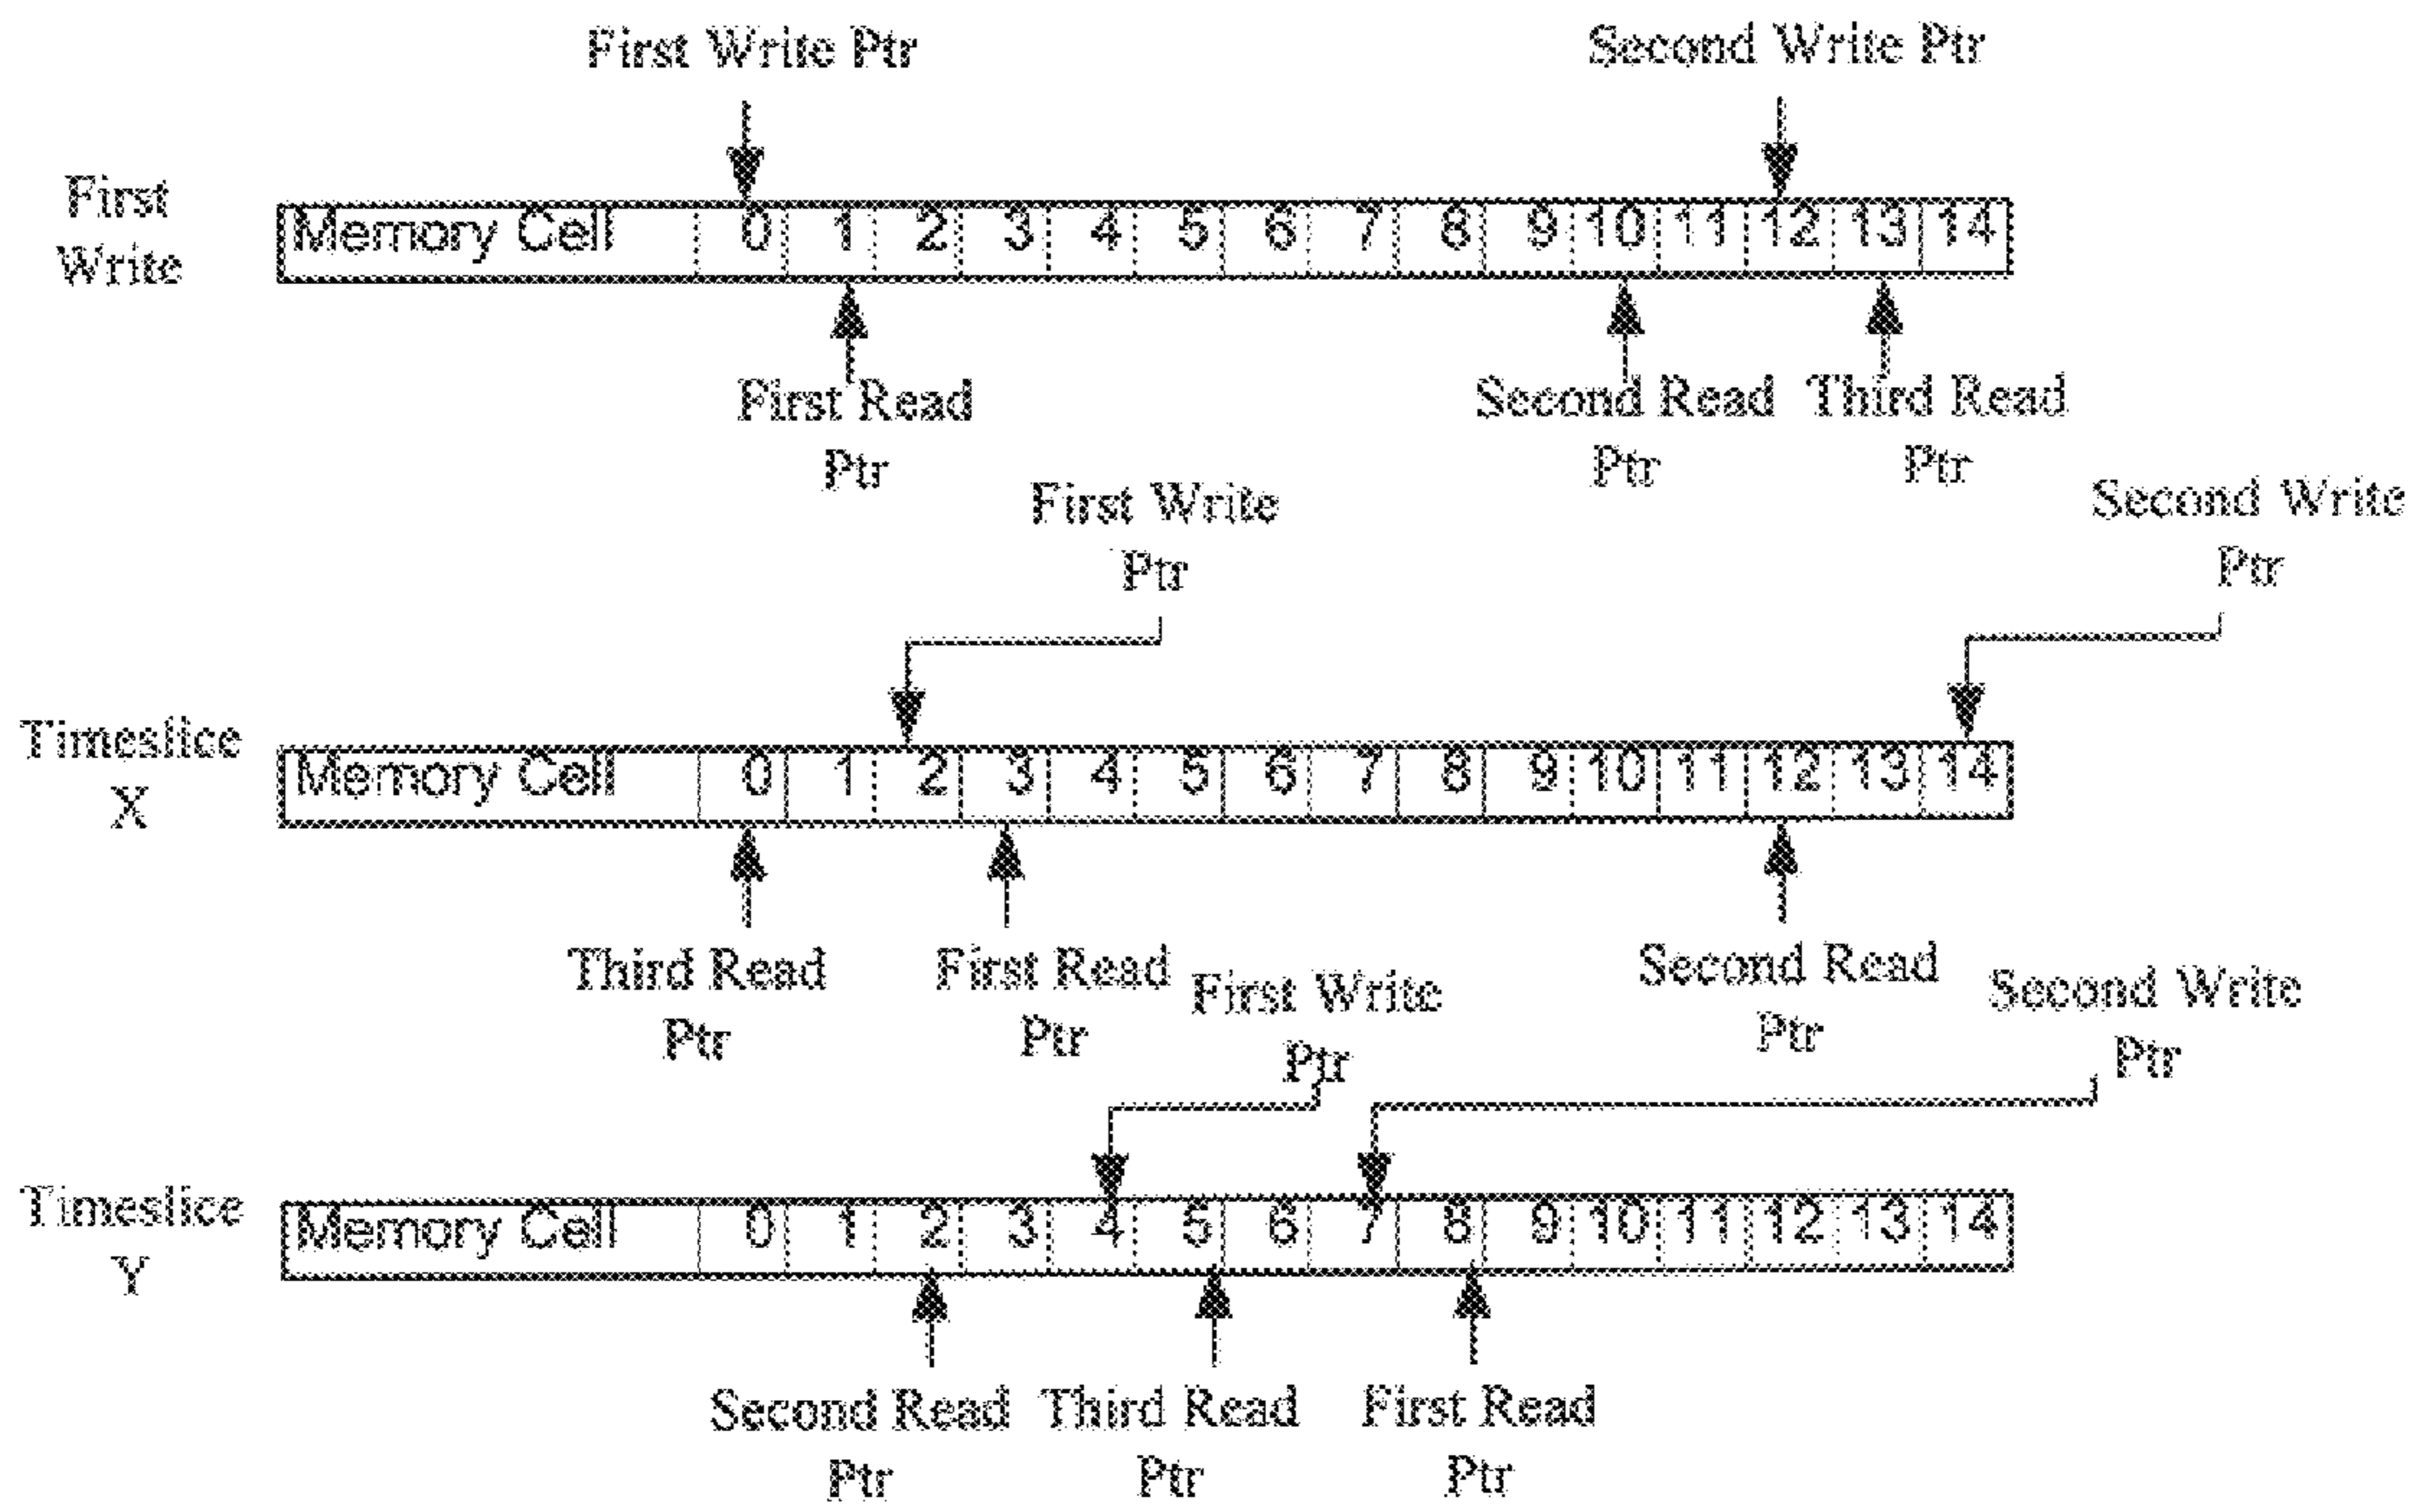 First Write Ptr
Second Write Ptr
First
Write
Memory Cell 0 1 2 3 4 5 6 7 8 9 10 11 12 13 14
First Read
Ptr
Second Read
Ptr
Third Read
Ptr
First Write
Ptr
Second Write
Ptr
Timeslice
X
Memory Cell 0 1 2 3 4 5 6 7 8 9 10 11 12 13 14
Third Read
Ptr
First Read
Ptr
Second Read
Ptr
First Write
Ptr
Second Write
Ptr
Timeslice
Y
Memory Cell 0 1 2 3 4 5 6 7 8 9 10 11 12 13 14
Second Read
Ptr
Third Read
Ptr
First Read
Ptr